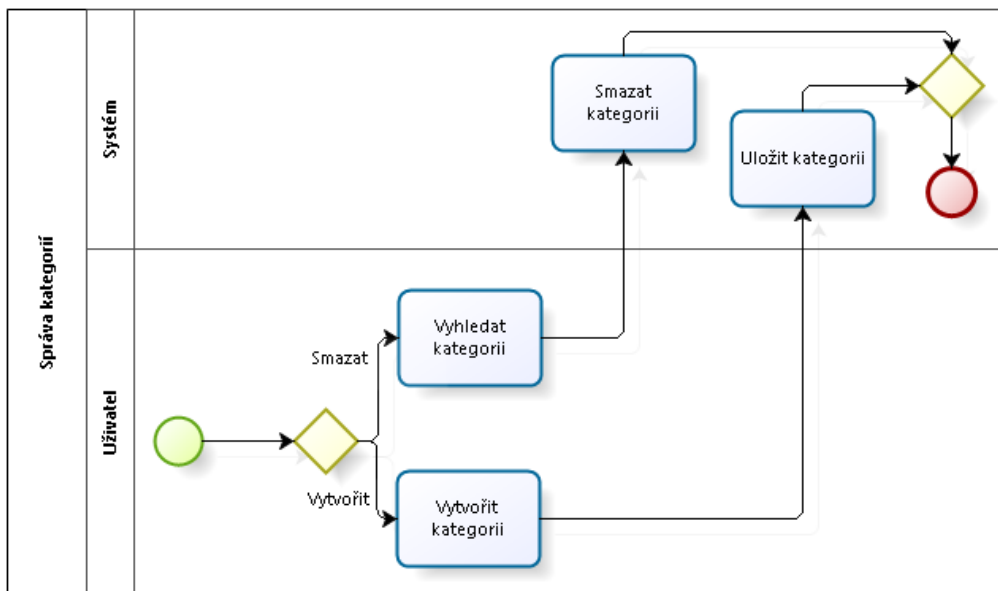 Správa kategorií
Systém
Smazat
kategorii
Uložit kategorii
Uživatel
Smazat
Vyhledat
kategorii
Vytvořit
Vytvořit
kategorii